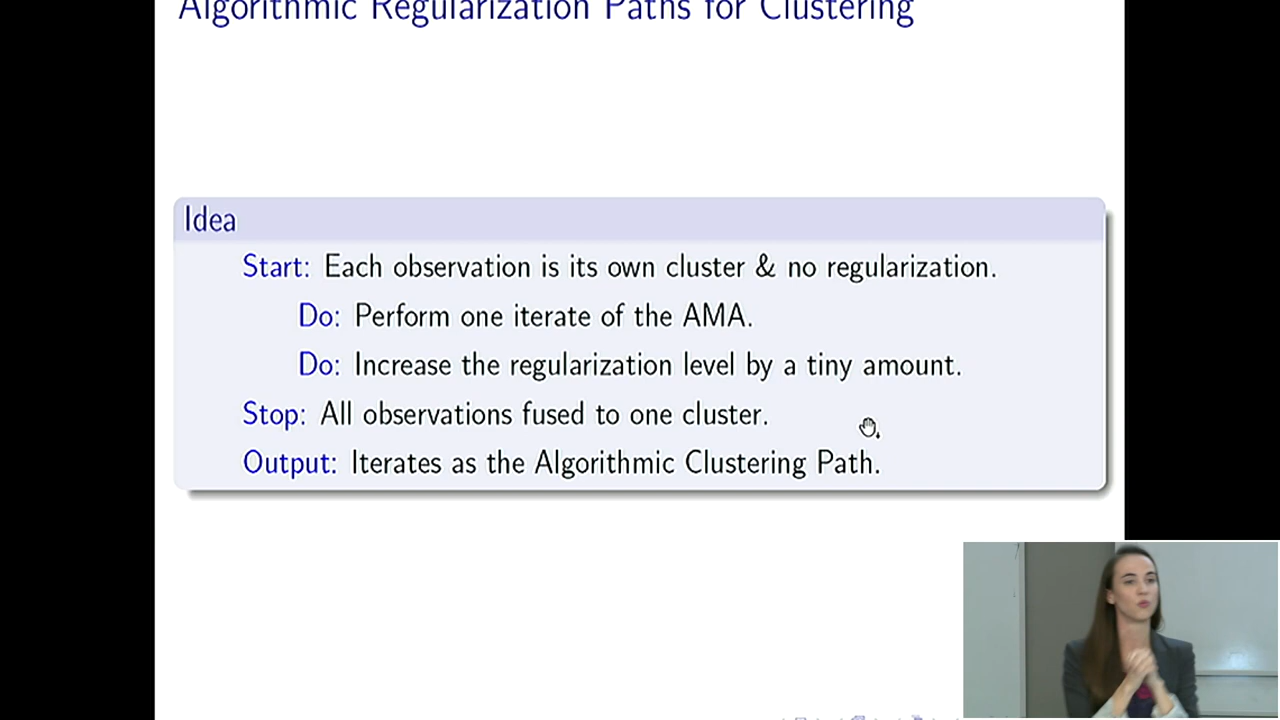 Algorithmic Regularization Paths for Clustering
Idea
Start: Each observation is its own cluster & no regularization.
Do: Perform one iterate of the AMA.
Do: Increase the regularization level by a tiny amount.
Stop: All observations fused to one cluster.
Output: Iterates as the Algorithmic Clustering Path.